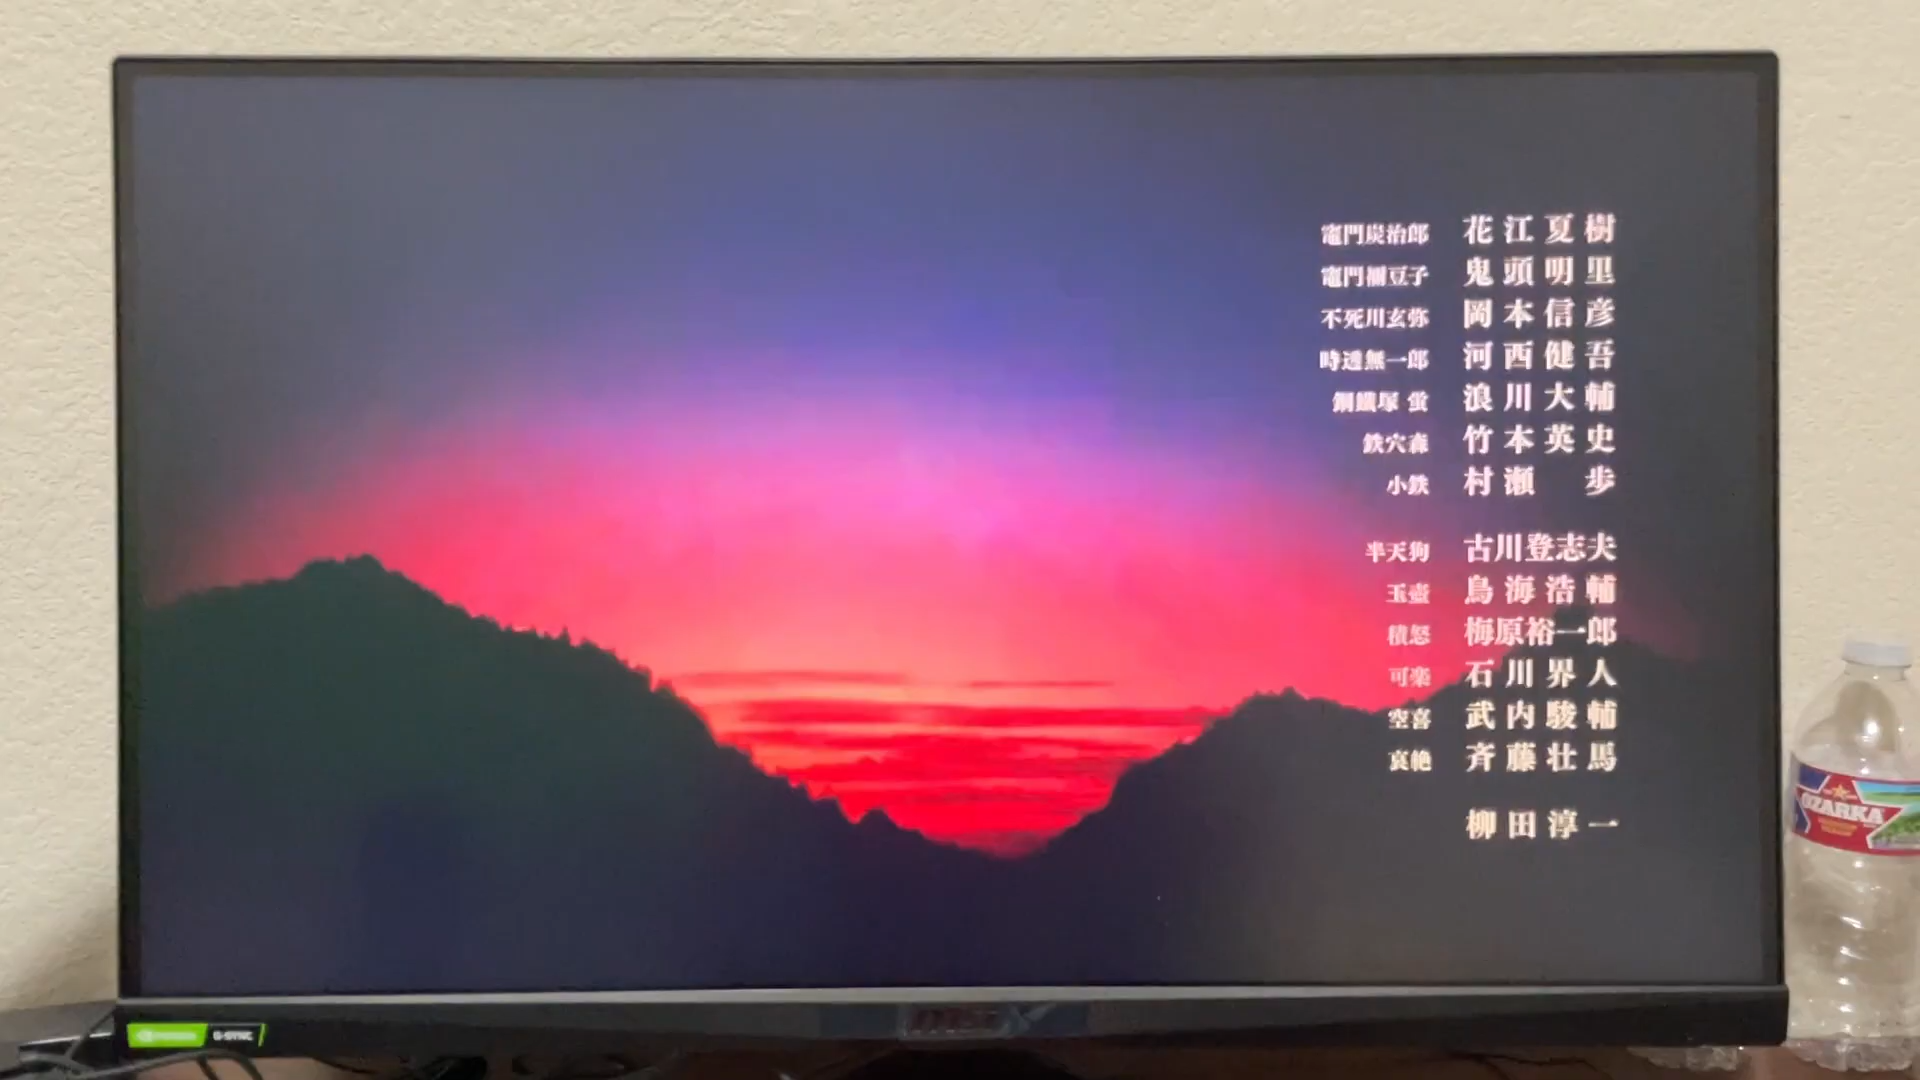 竈門炭治郎 花江夏樹
竈門禰豆子 鬼頭明里
不死川玄弥 岡本信彦
時透無一郎 河西健吾
鋼鐵塚 蛍 浪川大輔
鉄穴森 竹本英史
小鉄 村瀬 歩
半天狗 古川登志夫
玉壺 鳥海浩輔
積怒 梅原裕一郎
可楽 石川界人
空喜 武内駿輔
哀絶 斉藤壮馬
柳田淳一
OZARKA
G-SYNC